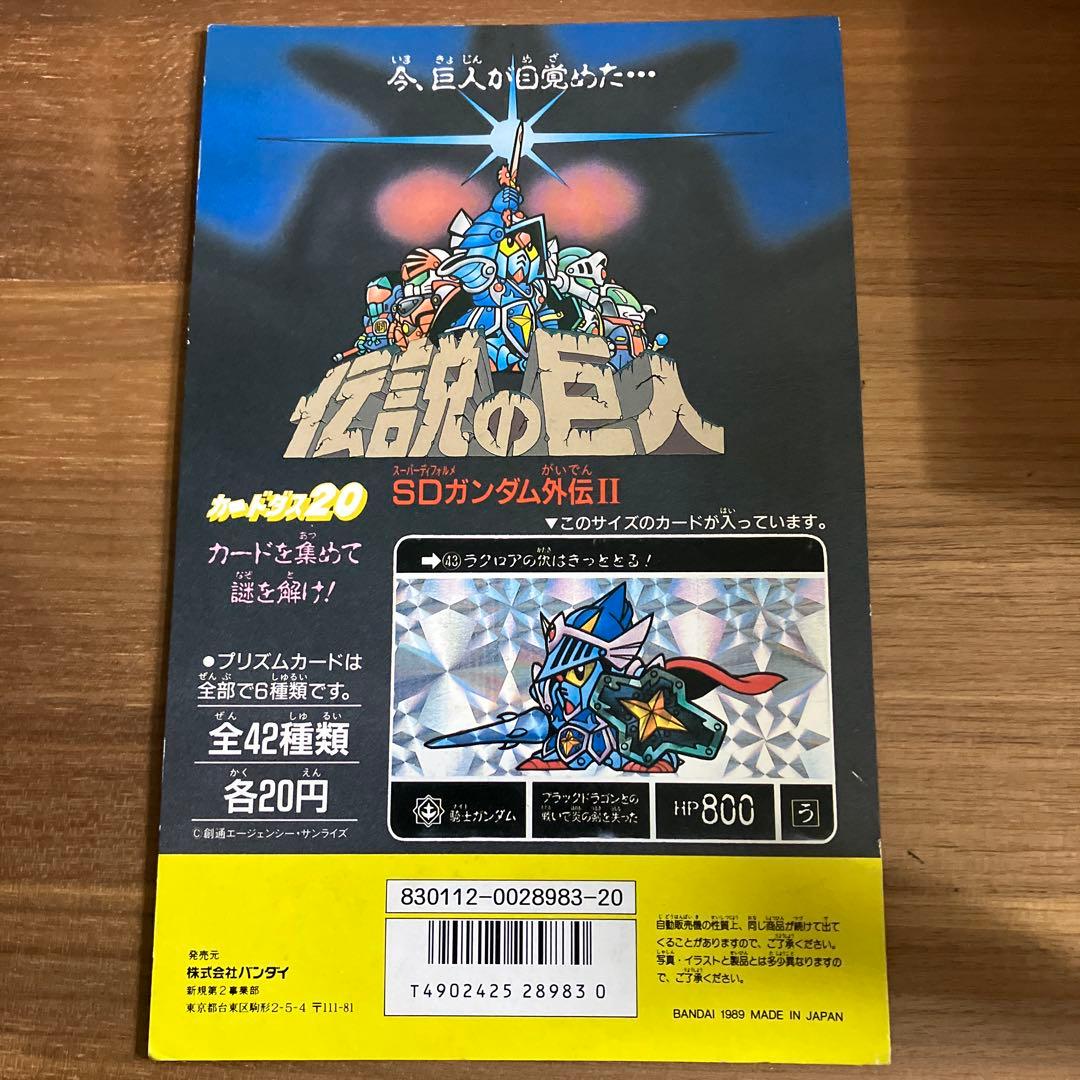 今、巨人が目覚めた…
伝説の巨人
SDガンダム外伝II
カードダス20
カードを集めて
謎を解け!
▼このサイズのカードが入っています。
➡㊸ラクロアの仇はきっととる!
●プリズムカードは
全部で6種類です。
全42種類
各20円
©創通エージェンシー・サンライズ
騎士ガンダム
ブラックドラゴンとの
戦いで炎の剣を失った
HP800
う
830112-0028983-20
T4902425 28983 0
発売元
株式会社バンダイ
新規第2事業部
東京都台東区駒形2-5-4 〒111-81
自動販売機の性質上、同じ商品が続けて出て
くることがありますので、ご了承ください。
写真・イラストと製品とは多少異なりますの
で、ご了承ください。
BANDAI 1989 MADE IN JAPAN